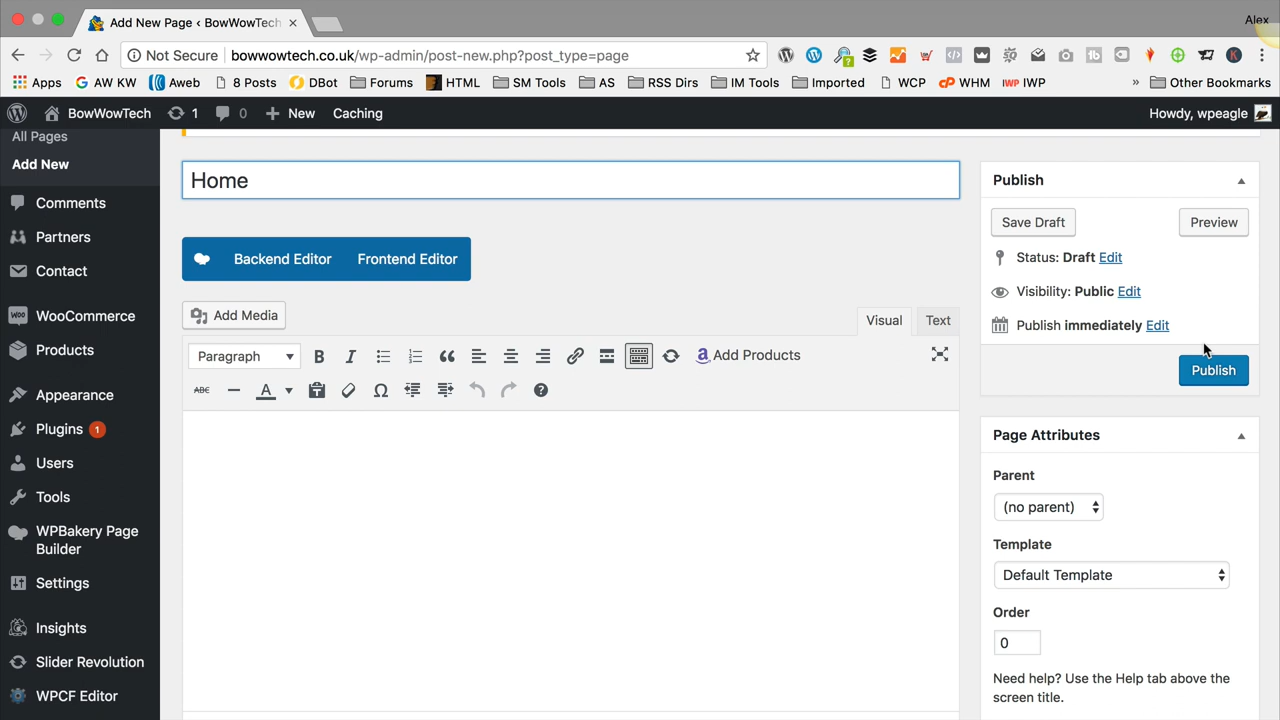 Alex
Add New Page ‹ BowWowTech
Not Secure bowwowtech.co.uk/wp-admin/post-new.php?post_type=page
Apps AW KW Aweb 8 Posts DBot Forums HTML SM Tools AS RSS Dirs IM Tools Imported WCP WHM IWP IWP » Other Bookmarks
BowWowTech 1 0 New Caching Howdy, wpeagle
All Pages
Add New
Comments
Partners
Contact
WooCommerce
Products
Appearance
Plugins 1
Users
Tools
WPBakery Page
Builder
Settings
Insights
Slider Revolution
WPCF Editor
Home
Backend Editor Frontend Editor
Add Media
Visual Text
Paragraph B I Add Products
ABC A
Publish
Save Draft Preview
Status: Draft Edit
Visibility: Public Edit
Publish immediately Edit
Publish
Page Attributes
Parent
(no parent)
Template
Default Template
Order
0
Need help? Use the Help tab above the
screen title.